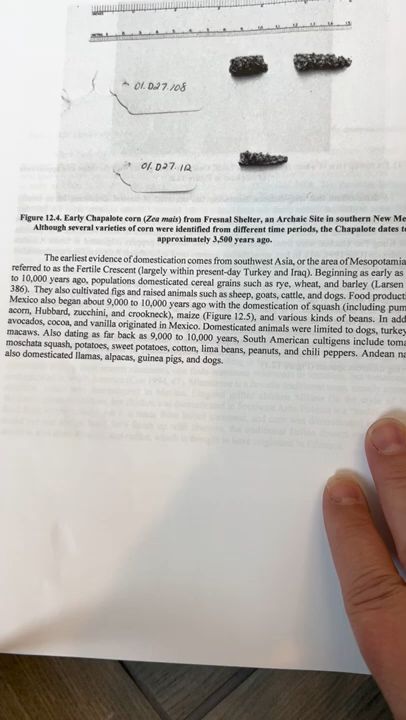 01.D27.108
01.D27.112
Figure 12.4. Early Chapalote corn (Zea mais) from Fresnal Shelter, an Archaic Site in southern New Me
Although several varieties of corn were identified from different time periods, the Chapalote dates t
approximately 3,500 years ago.
The earliest evidence of domestication comes from southwest Asia, or the area of Mesopotamia
referred to as the Fertile Crescent (largely within present-day Turkey and Iraq). Beginning as early as
to 10,000 years ago, populations domesticated cereal grains such as rye, wheat, and barley (Larsen
386). They also cultivated figs and raised animals such as sheep, goats, cattle, and dogs. Food product
Mexico also began about 9,000 to 10,000 years ago with the domestication of squash (including pum
acorn, Hubbard, zucchini, and crookneck), maize (Figure 12.5), and various kinds of beans. In add
avocados, cocoa, and vanilla originated in Mexico. Domesticated animals were limited to dogs, turkey
macaws. Also dating as far back as 9,000 to 10,000 years, South American cultigens include toma
moschata squash, potatoes, sweet potatoes, cotton, lima beans, peanuts, and chili peppers. Andean na
also domesticated llamas, alpacas, guinea pigs, and dogs.